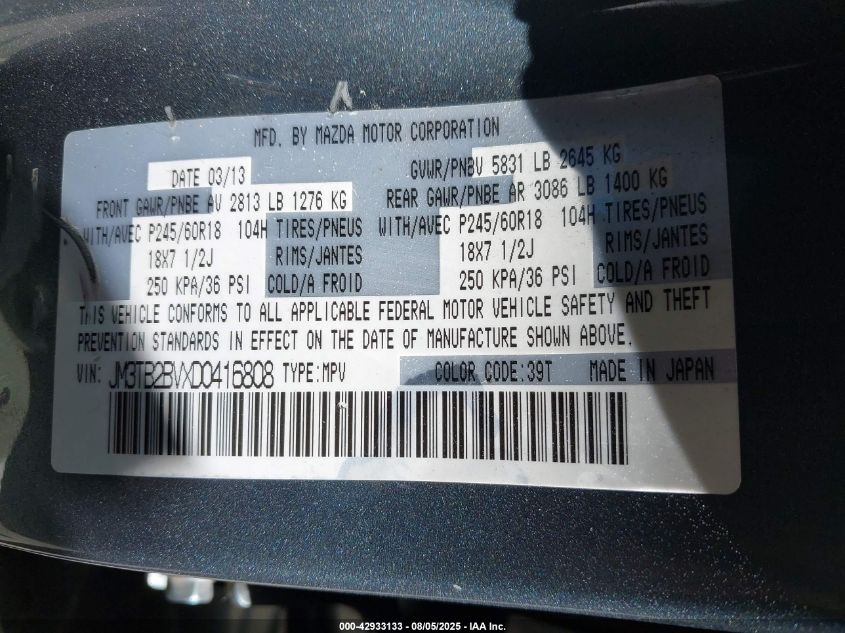 MFD. BY MAZDA MOTOR CORPORATION
DATE 03/13 GVWR/PNBV 5831 LB 2645 KG
FRONT GAWR/PNBE AV 2813 LB 1276 KG REAR GAWR/PNBE AR 3086 LB 1400 KG
WITH/AVEC P245/60R18 104H TIRES/PNEUS WITH/AVEC P245/60R18 104H TIRES/PNEUS
18X7 1/2J RIMS/JANTES 18X7 1/2J RIMS/JANTES
250 KPA/36 PSI COLD/A FROID 250 KPA/36 PSI COLD/A FROID
THIS VEHICLE CONFORMS TO ALL APPLICABLE FEDERAL MOTOR VEHICLE SAFETY AND THEFT
PREVENTION STANDARDS IN EFFECT ON THE DATE OF MANUFACTURE SHOWN ABOVE.
VIN: JM3TB2BVXD0416808 TYPE:MPV COLOR CODE:39T MADE IN JAPAN
000-42933133 - 08/05/2025 - IAA Inc.